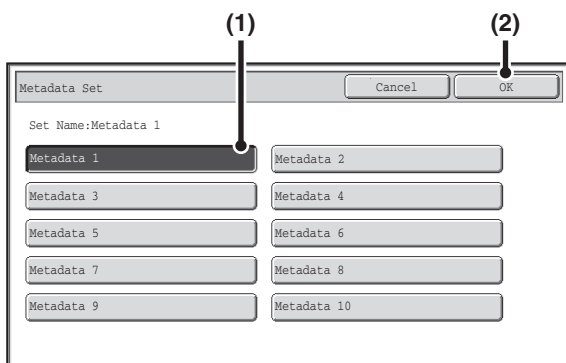 (1) (2)
Metadata Set Cancel OK
Set Name:Metadata 1
Metadata 1 Metadata 2
Metadata 3 Metadata 4
Metadata 5 Metadata 6
Metadata 7 Metadata 8
Metadata 9 Metadata 10